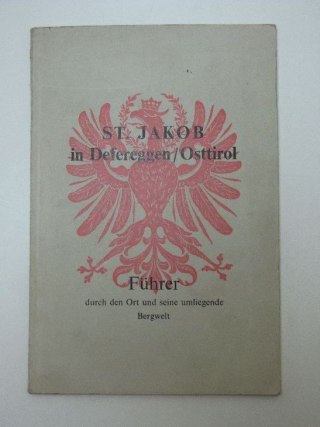 ST. JAKOB
in Defereggen/Osttirol
Führer
durch den Ort und seine umliegende
Bergwelt